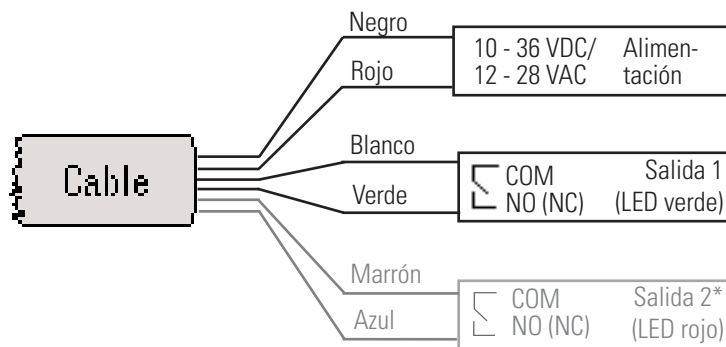 Negro
10 - 36 VDC/ Alimen-
Rojo
12 - 28 VAC tación
Cable
Blanco
COM Salida 1
Verde
NO (NC) (LED verde)
Marrón
COM Salida 2*
Azul
NO (NC) (LED rojo)